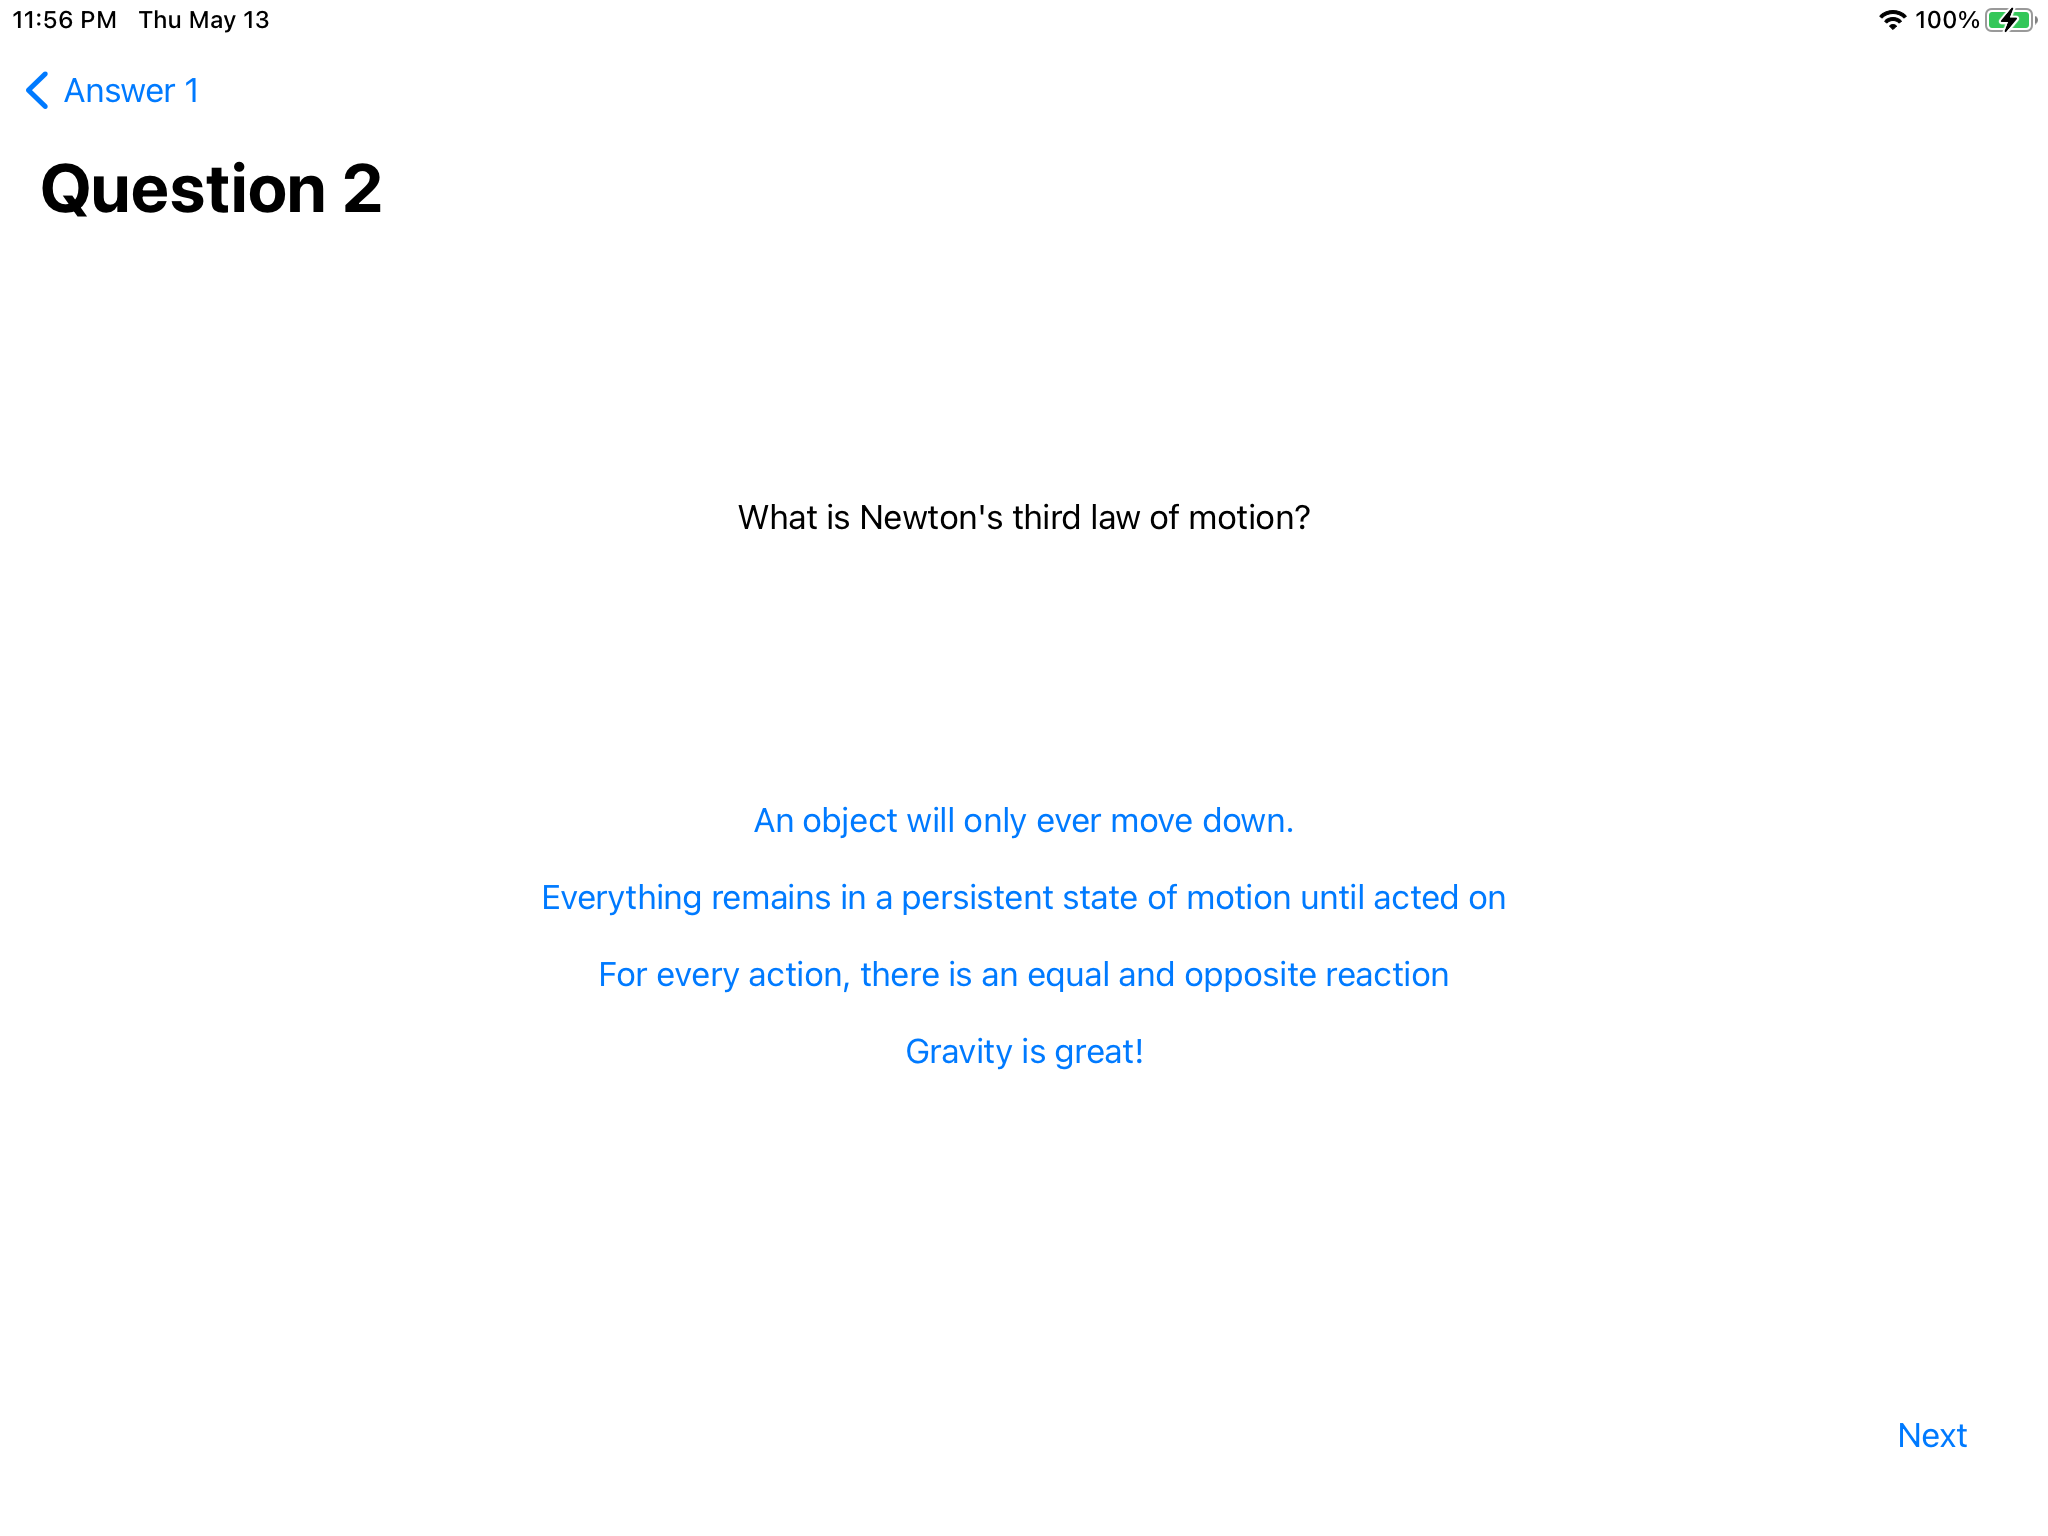 11:56 PM Thu May 13 100%
Answer 1
Question 2
What is Newton's third law of motion?
An object will only ever move down.
Everything remains in a persistent state of motion until acted on
For every action, there is an equal and opposite reaction
Gravity is great!
Next